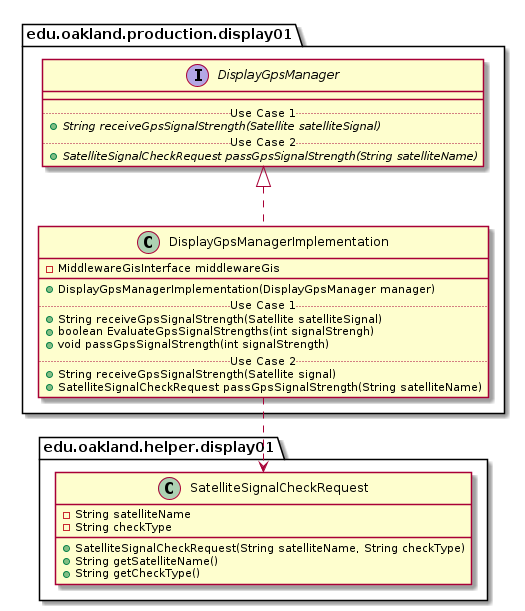 edu.oakland.production.display01
I DisplayGpsManager
Use Case 1
String receiveGpsSignalStrength(Satellite satelliteSignal)
Use Case 2
SatelliteSignalCheckRequest passGpsSignalStrength(String satelliteName)
C DisplayGpsManagerImplementation
MiddlewareGisInterface middlewareGis
DisplayGpsManagerImplementation(DisplayGpsManager manager)
Use Case 1
String receiveGpsSignalStrength(Satellite satelliteSignal)
boolean EvaluateGpsSignalStrengths(int signalStrengh)
void passGpsSignalStrength(int signalStrength)
Use Case 2
String receiveGpsSignalStrength(Satellite signal)
SatelliteSignalCheckRequest passGpsSignalStrength(String satelliteName)
edu.oakland.helper.display01
C SatelliteSignalCheckRequest
String satelliteName
String checkType
SatelliteSignalCheckRequest(String satelliteName, String checkType)
String getSatelliteName()
String getCheckType()